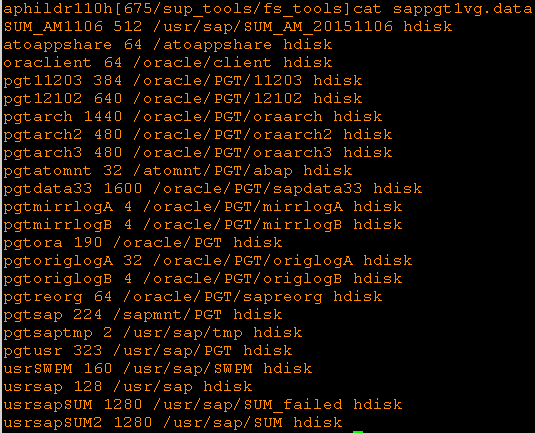 aphildr110h[675/sup_tools/fs_tools]cat sappgt1vg.data
SUM_AM1106 512 /usr/sap/SUM_AM_20151106 hdisk
atoappshare 64 /atoappshare hdisk
oraclient 64 /oracle/client hdisk
pgt11203 384 /oracle/PGT/11203 hdisk
pgt12102 640 /oracle/PGT/12102 hdisk
pgtarch 1440 /oracle/PGT/oraarch hdisk
pgtarch2 480 /oracle/PGT/oraarch2 hdisk
pgtarch3 480 /oracle/PGT/oraarch3 hdisk
pgtatomnt 32 /atomnt/PGT/abap hdisk
pgtdata33 1600 /oracle/PGT/sapdata33 hdisk
pgtmirrlogA 4 /oracle/PGT/mirrlogA hdisk
pgtmirrlogB 4 /oracle/PGT/mirrlogB hdisk
pgtora 190 /oracle/PGT hdisk
pgtoriglogA 32 /oracle/PGT/origlogA hdisk
pgtoriglogB 4 /oracle/PGT/origlogB hdisk
pgtreorg 64 /oracle/PGT/sapreorg hdisk
pgtsap 224 /sapmnt/PGT hdisk
pgtsaptmp 2 /usr/sap/tmp hdisk
pgtusr 323 /usr/sap/PGT hdisk
usrSWPM 160 /usr/sap/SWPM hdisk
usrsap 128 /usr/sap hdisk
usrsapSUM 1280 /usr/sap/SUM_failed hdisk
usrsapSUM2 1280 /usr/sap/SUM hdisk